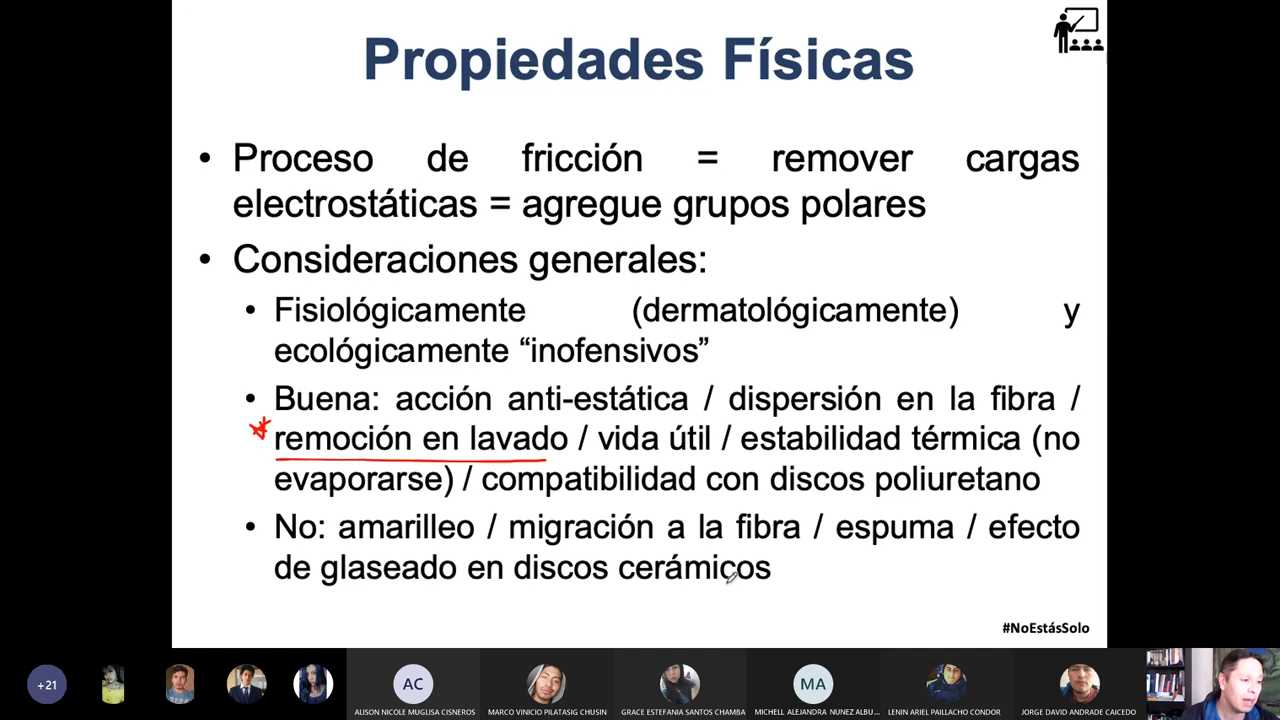 Propiedades Físicas
• Proceso de fricción = remover cargas
electrostáticas = agregue grupos polares
• Consideraciones generales:
• Fisiológicamente (dermatológicamente) y
ecológicamente “inofensivos”
• Buena: acción anti-estática / dispersión en la fibra /
remoción en lavado / vida útil / estabilidad térmica (no
evaporarse) / compatibilidad con discos poliuretano
• No: amarilleo / migración a la fibra / espuma / efecto
de glaseado en discos cerámicos
#NoEstásSolo
+21
AC
MA
ALISON NICOLE MUGLISA CISNEROS
MARCO VINICIO PILATASIG CHUSIN
GRACE ESTEFANIA SANTOS CHAMBA
MICHELL ALEJANDRA NUNEZ ALBU...
LENIN ARIEL PAILLACHO CONDOR
JORGE DAVID ANDRADE CAICEDO